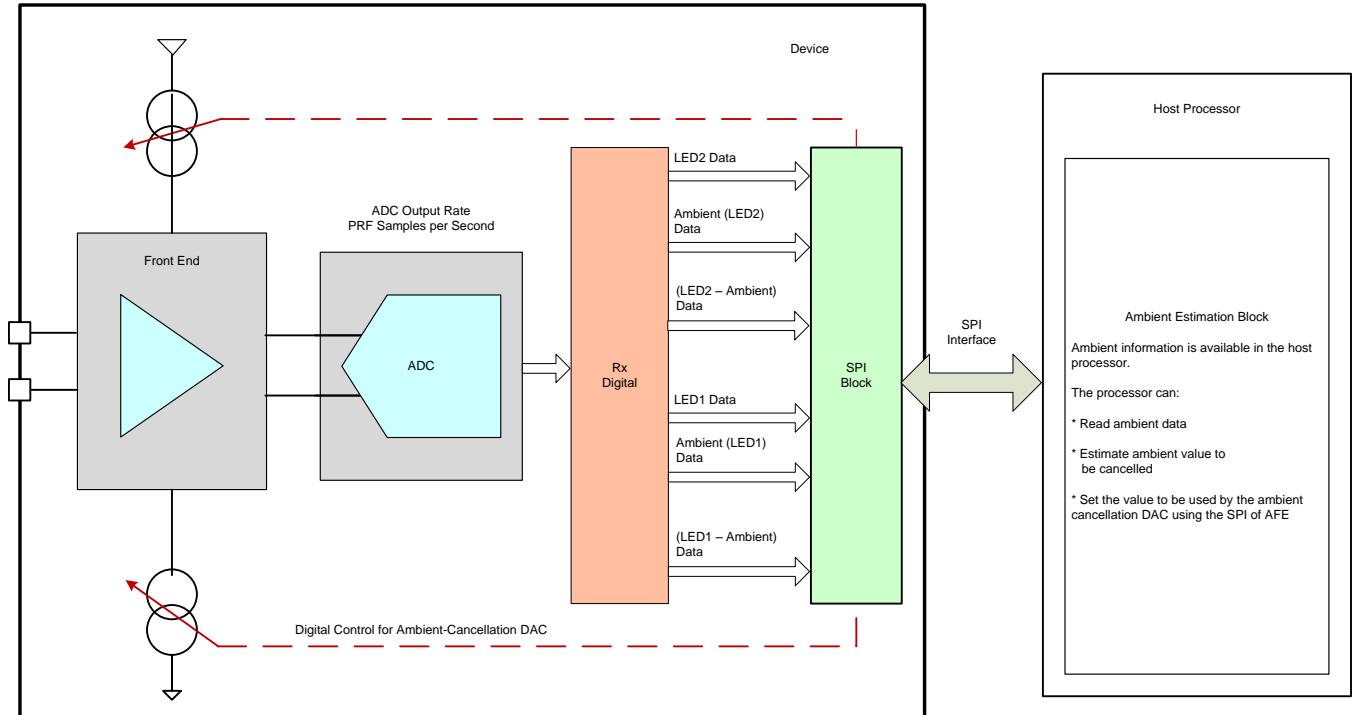 Device
Host Processor
LED2 Data
ADC Output Rate
PRF Samples per Second
Ambient (LED2)
Data
Front End
(LED2 – Ambient)
Data
SPI
Interface
Ambient Estimation Block
Ambient information is available in the host
processor.
ADC
Rx
Digital
SPI
Block
The processor can:
LED1 Data
* Read ambient data
Ambient (LED1)
Data
* Estimate ambient value to
be cancelled
* Set the value to be used by the ambient
cancellation DAC using the SPI of AFE
(LED1 – Ambient)
Data
Digital Control for Ambient-Cancellation DAC